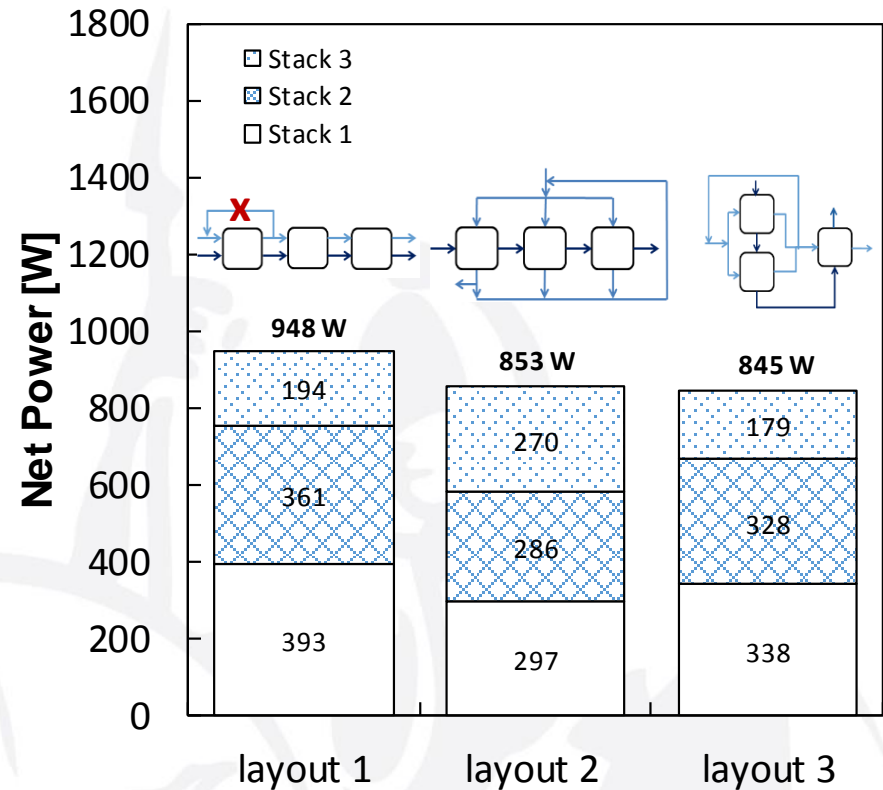 Net Power [W]
1800
1600
1400
1200
1000
800
600
400
200
0
Stack 3
Stack 2
Stack 1
X
948 W
853 W
845 W
194
361
393
270
286
297
179
328
338
layout 1
layout 2
layout 3